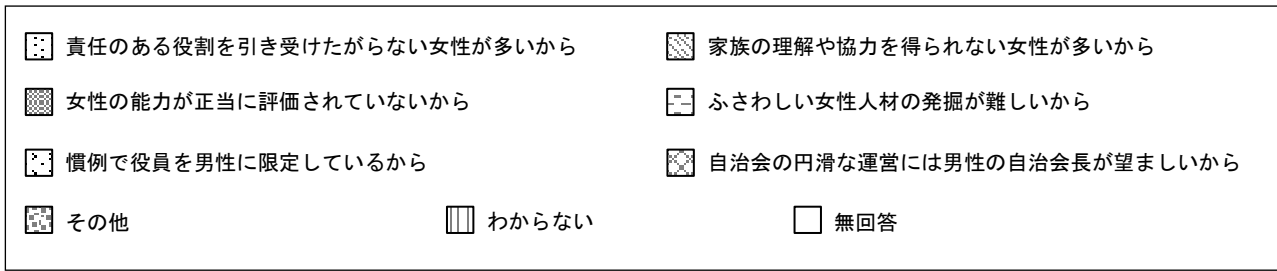 責任のある役割を引き受けたがらない女性が多いから 家族の理解や協力を得られない女性が多いから
女性の能力が正当に評価されていないから ふさわしい女性人材の発掘が難しいから
慣例で役員を男性に限定しているから 自治会の円滑な運営には男性の自治会長が望ましいから
その他 わからない 無回答